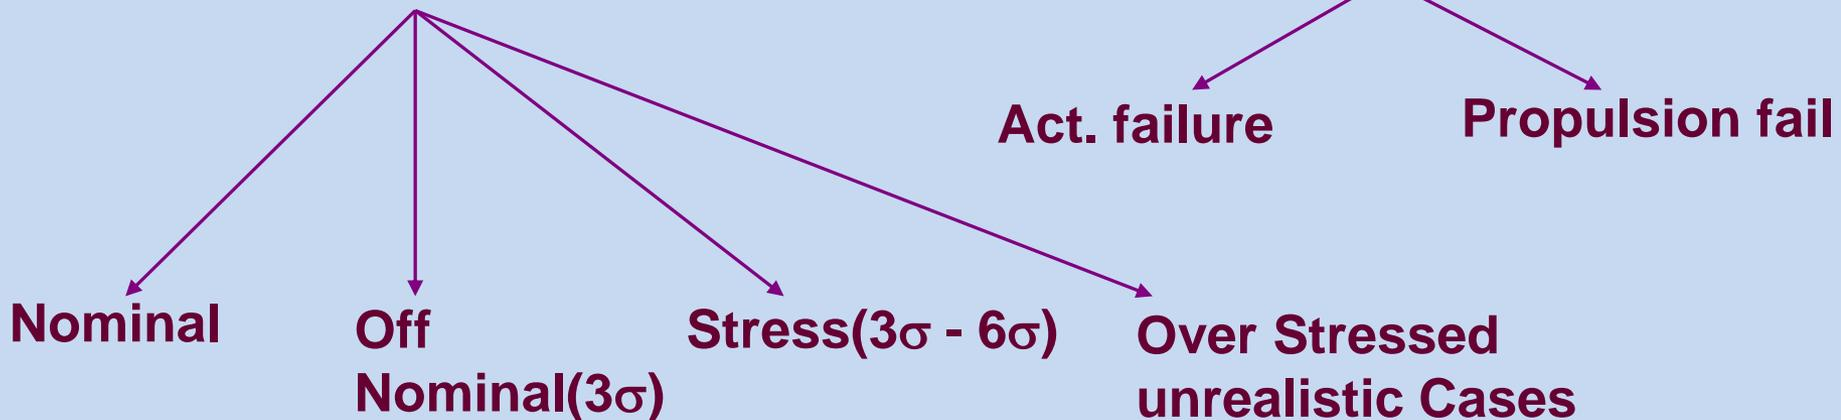 Act. failure
Propulsion fail
Nominal
Off
Nominal(3σ)
Stress(3σ - 6σ)
Over Stressed
unrealistic Cases